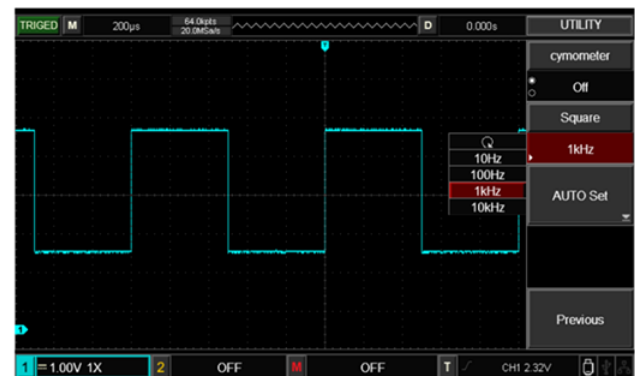 TRIGED M 200μs 64.0kpts D 0.000s UTILITY
20.0MSa/s
cymometer
Off
Square
1kHz
10Hz
100Hz
1kHz
10kHz
AUTO Set
Previous
1
1 1.00V 1X 2 OFF M OFF T CH1 2.32V